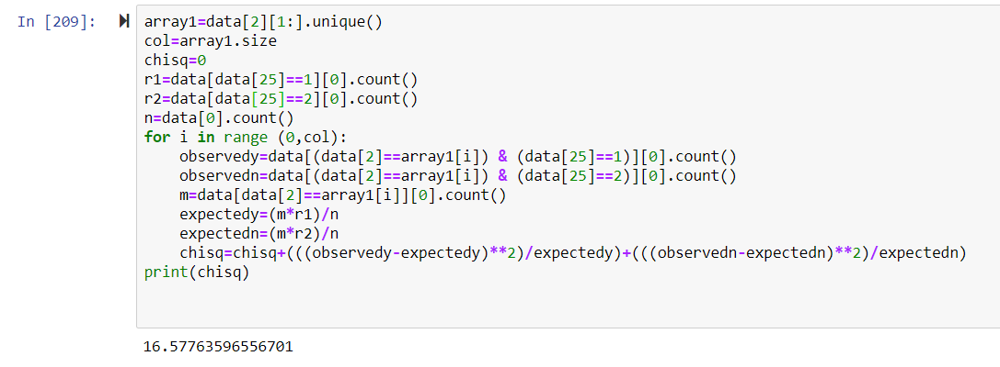 In [209]:
array1=data[2][1:].unique()
col=array1.size
chisq=0
r1=data[data[25]==1][0].count()
r2=data[data[25]==2][0].count()
n=data[0].count()
for i in range (0,col):
    observedy=data[(data[2]==array1[i]) & (data[25]==1)][0].count()
    observedn=data[(data[2]==array1[i]) & (data[25]==2)][0].count()
    m=data[data[2]==array1[i]][0].count()
    expectedy=(m*r1)/n
    expectedn=(m*r2)/n
    chisq=chisq+(((observedy-expectedy)**2)/expectedy)+(((observedn-expectedn)**2)/expectedn)
print(chisq)
16.57763596556701